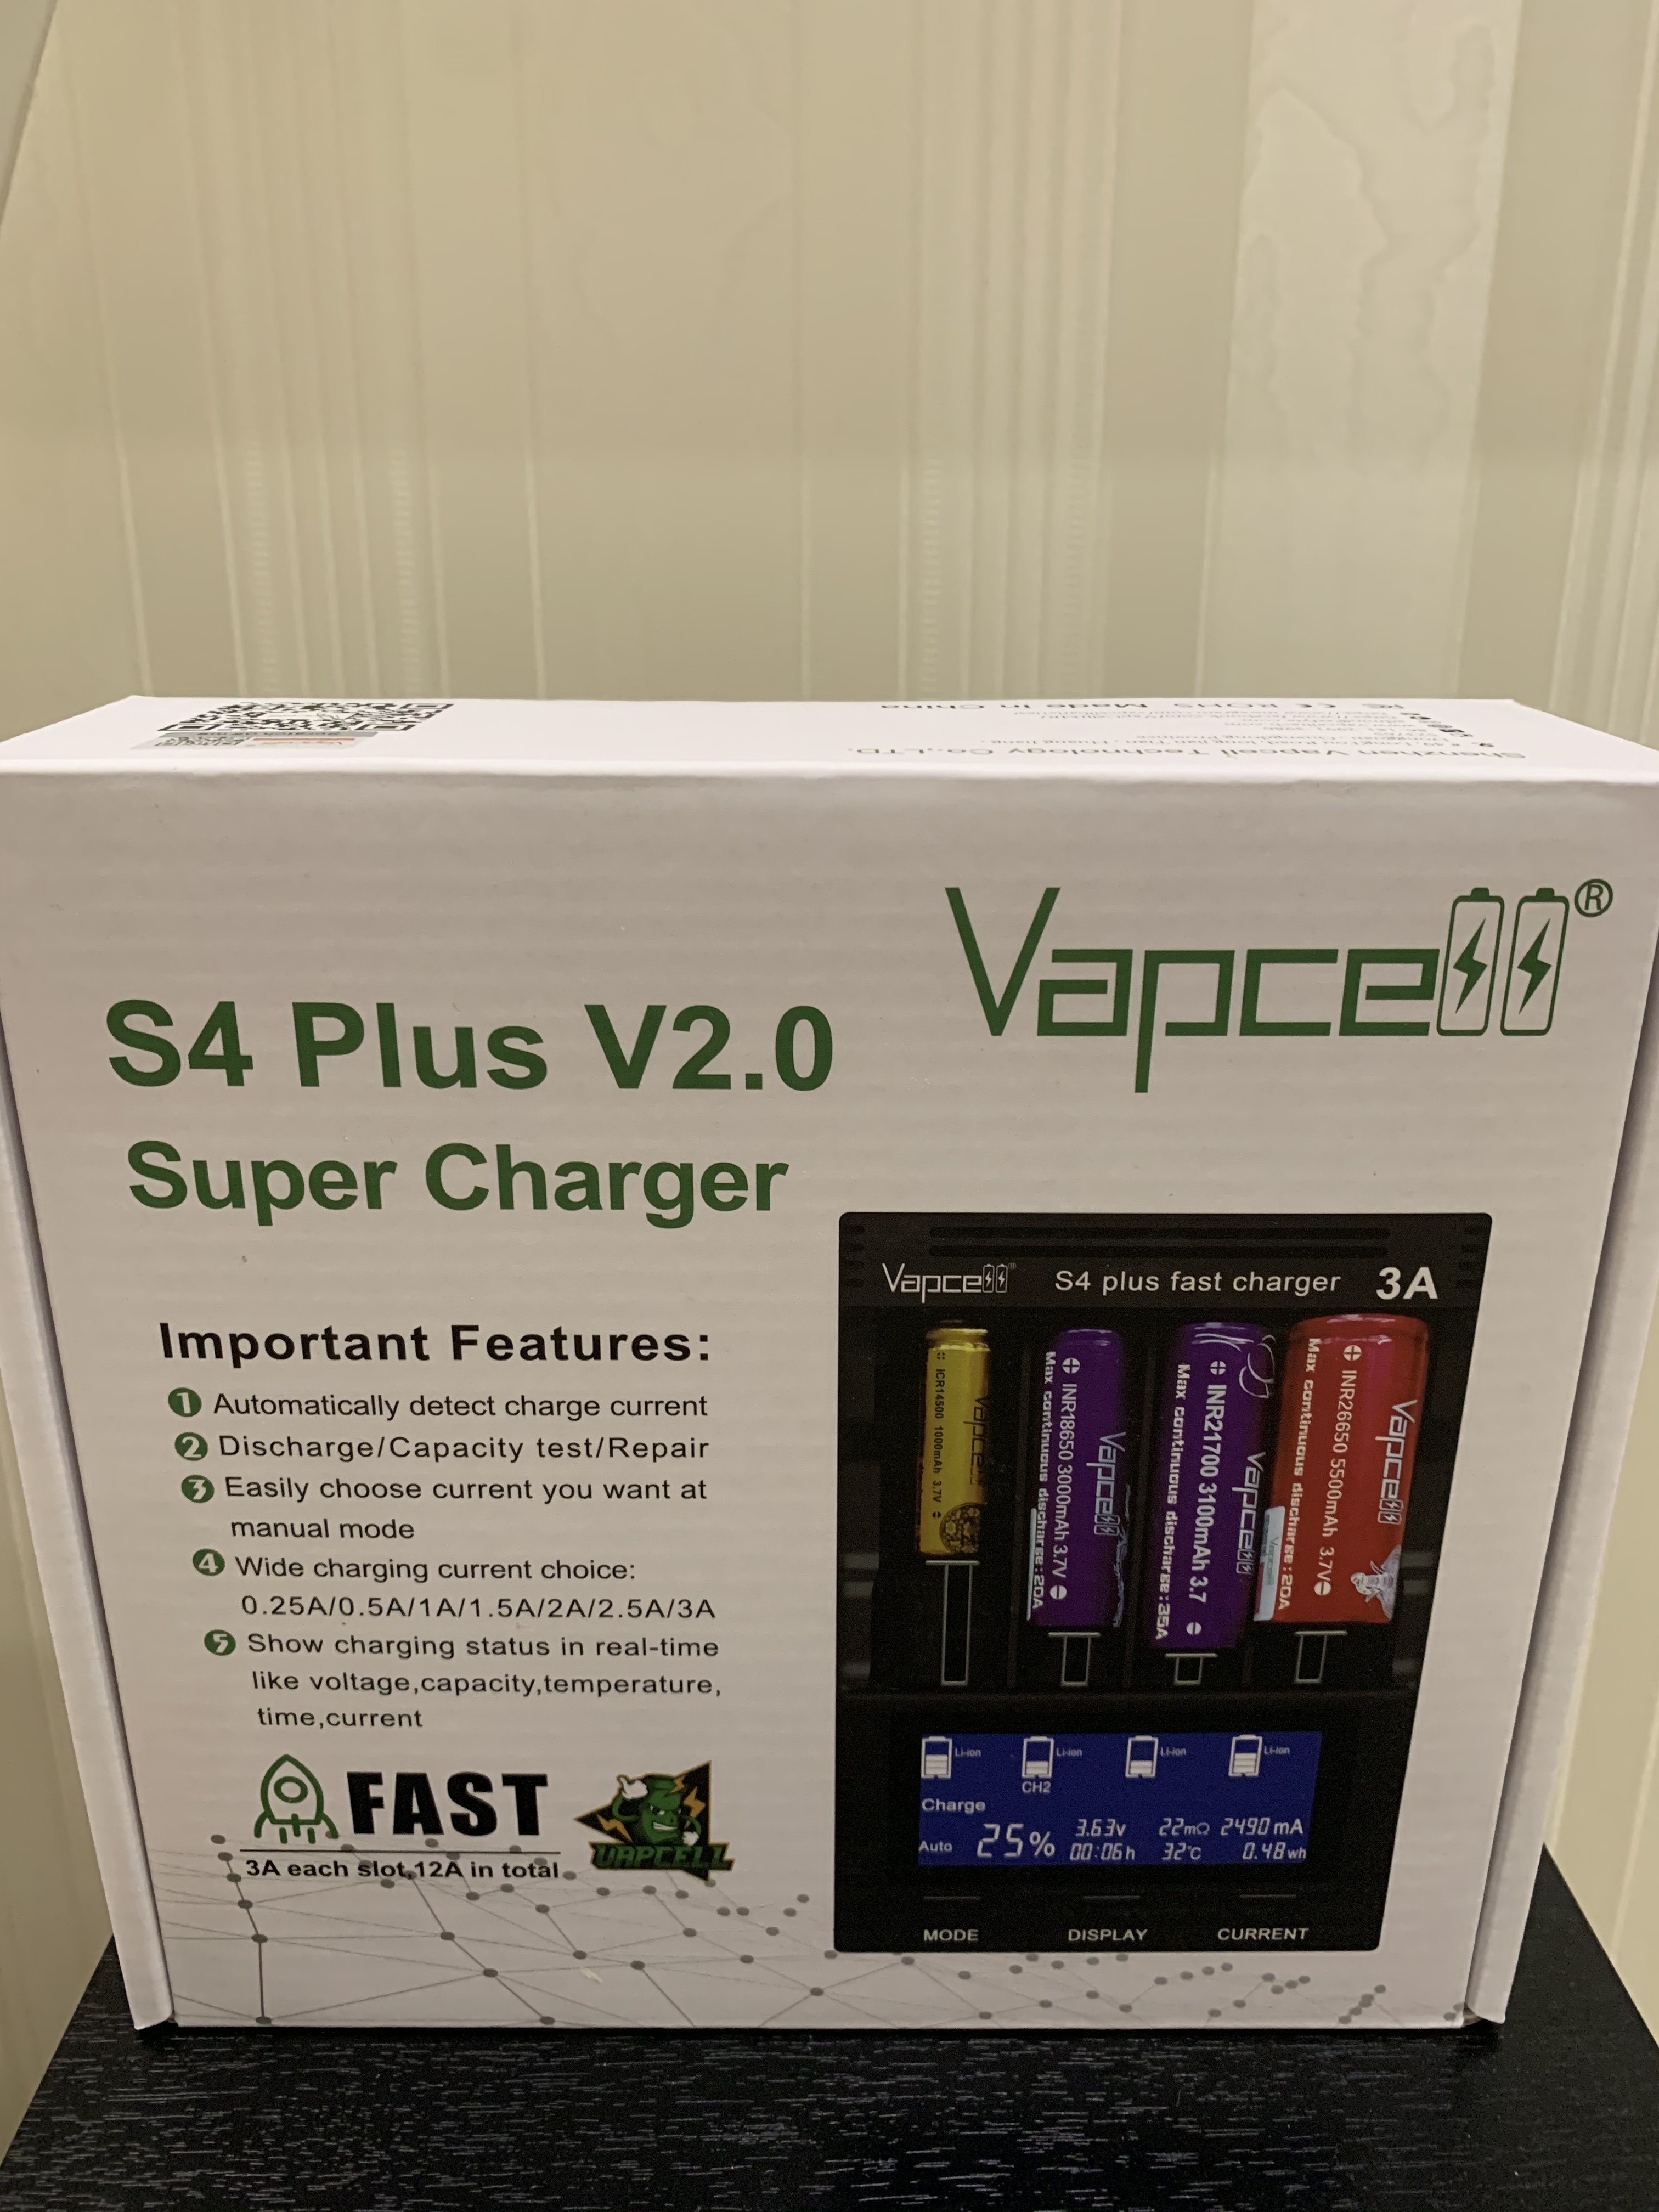 Shenzhen Vapcell Technology Co.,LTD.
Made in China
Vapcell®
S4 Plus V2.0
Super Charger
Important Features:
1 Automatically detect charge current
2 Discharge/Capacity test/Repair
3 Easily choose current you want at
manual mode
4 Wide charging current choice:
0.25A/0.5A/1A/1.5A/2A/2.5A/3A
5 Show charging status in real-time
like voltage,capacity,temperature,
time,current
FAST
3A each slot,12A in total
VAPCELL
Vapcell® S4 plus fast charger 3A
Vapcell
ICR14500 1000mAh 3.7V
Vapcell
INR18650 3000mAh 3.7V
Max continuous discharge:20A
Vapcell
INR21700 3100mAh 3.7
Max continuous discharge:35A
Vapcell
INR26650 5500mAh 3.7V
Max continuous discharge:20A
Li-ion Li-ion Li-ion Li-ion
CH2
Charge
Auto 25% 3.63v 22mΩ 2490 mA
00:06h 32°C 0.48wh
MODE DISPLAY CURRENT